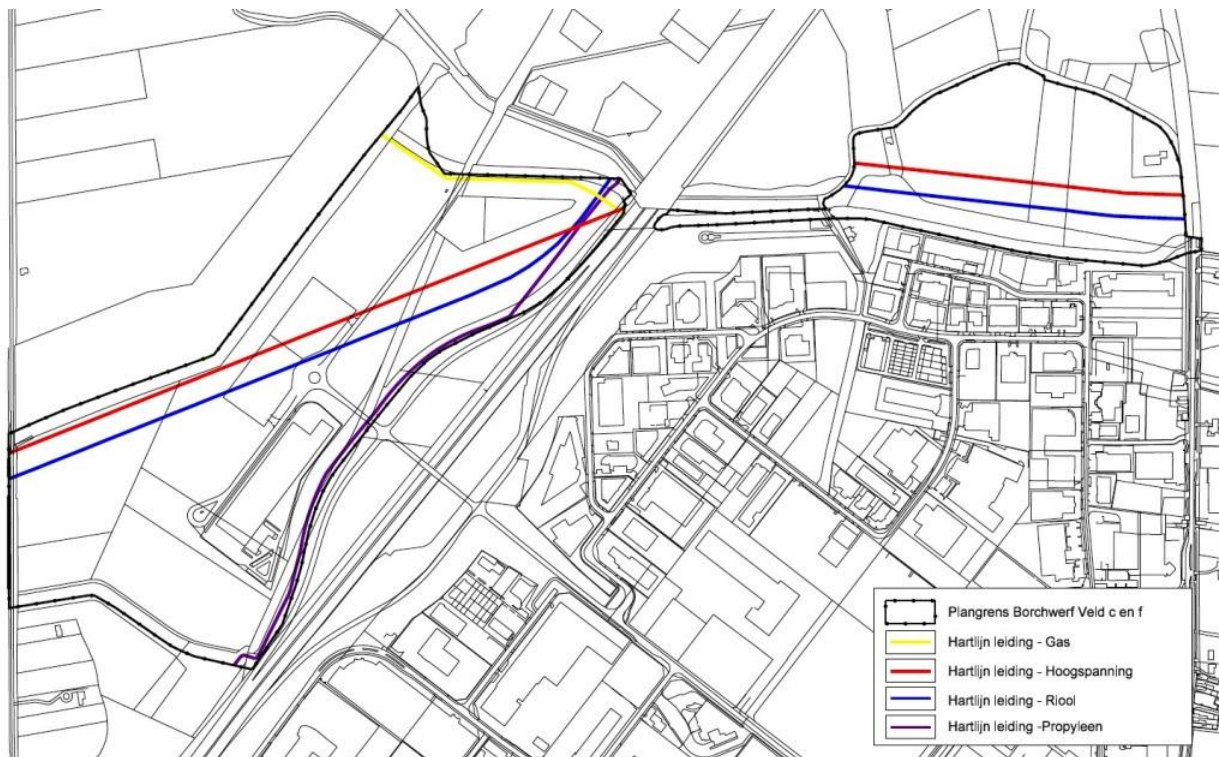 Plangrens Borchwerf Veld c en f
Hartlijn leiding - Gas
Hartlijn leiding - Hoogspanning
Hartlijn leiding - Riool
Hartlijn leiding -Propyleen